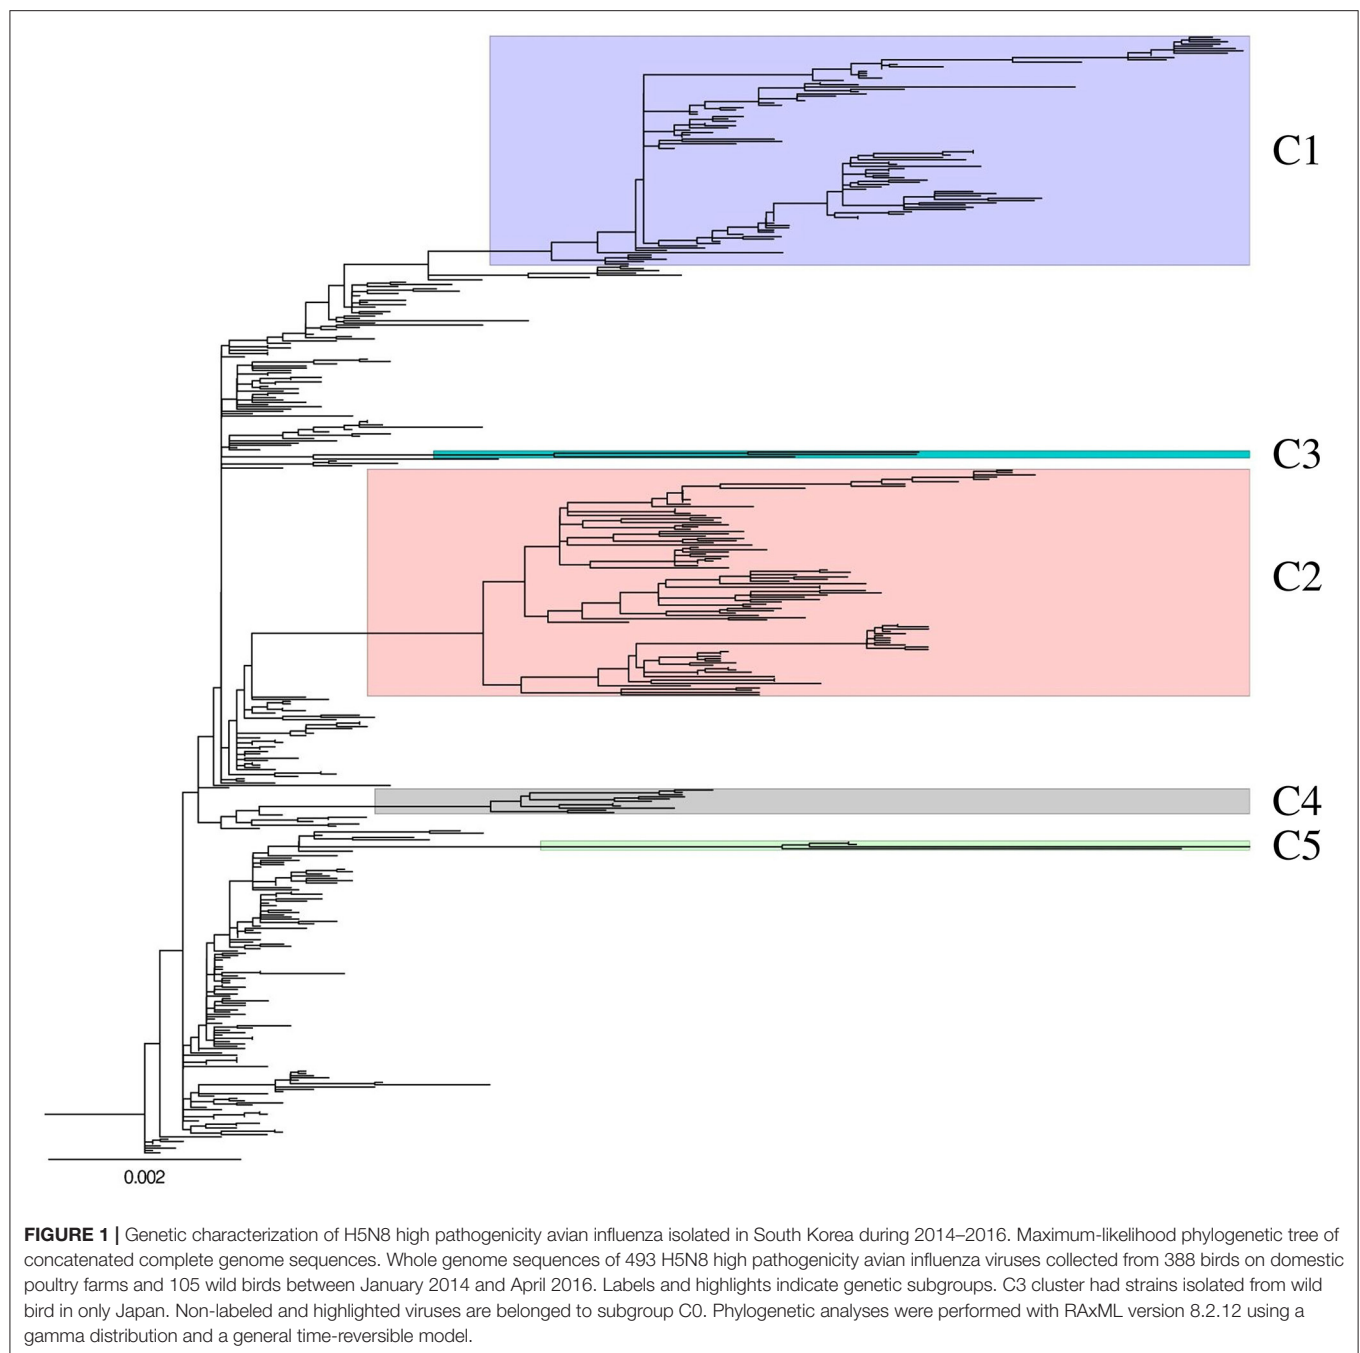 C1
C3
C2
C4
C5
0.002
FIGURE 1 | Genetic characterization of H5N8 high pathogenicity avian influenza isolated in South Korea during 2014–2016. Maximum-likelihood phylogenetic tree of
concatenated complete genome sequences. Whole genome sequences of 493 H5N8 high pathogenicity avian influenza viruses collected from 388 birds on domestic
poultry farms and 105 wild birds between January 2014 and April 2016. Labels and highlights indicate genetic subgroups. C3 cluster had strains isolated from wild
bird in only Japan. Non-labeled and highlighted viruses are belonged to subgroup C0. Phylogenetic analyses were performed with RAxML version 8.2.12 using a
gamma distribution and a general time-reversible model.